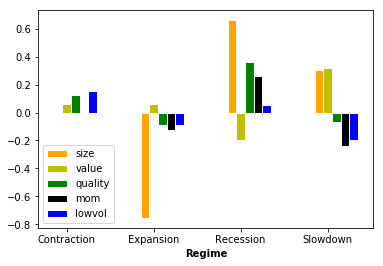 0.6
0.4
0.2
0.0
−0.2
−0.4
−0.6
−0.8
size
value
quality
mom
lowvol
Contraction Expansion Recession Slowdown
Regime